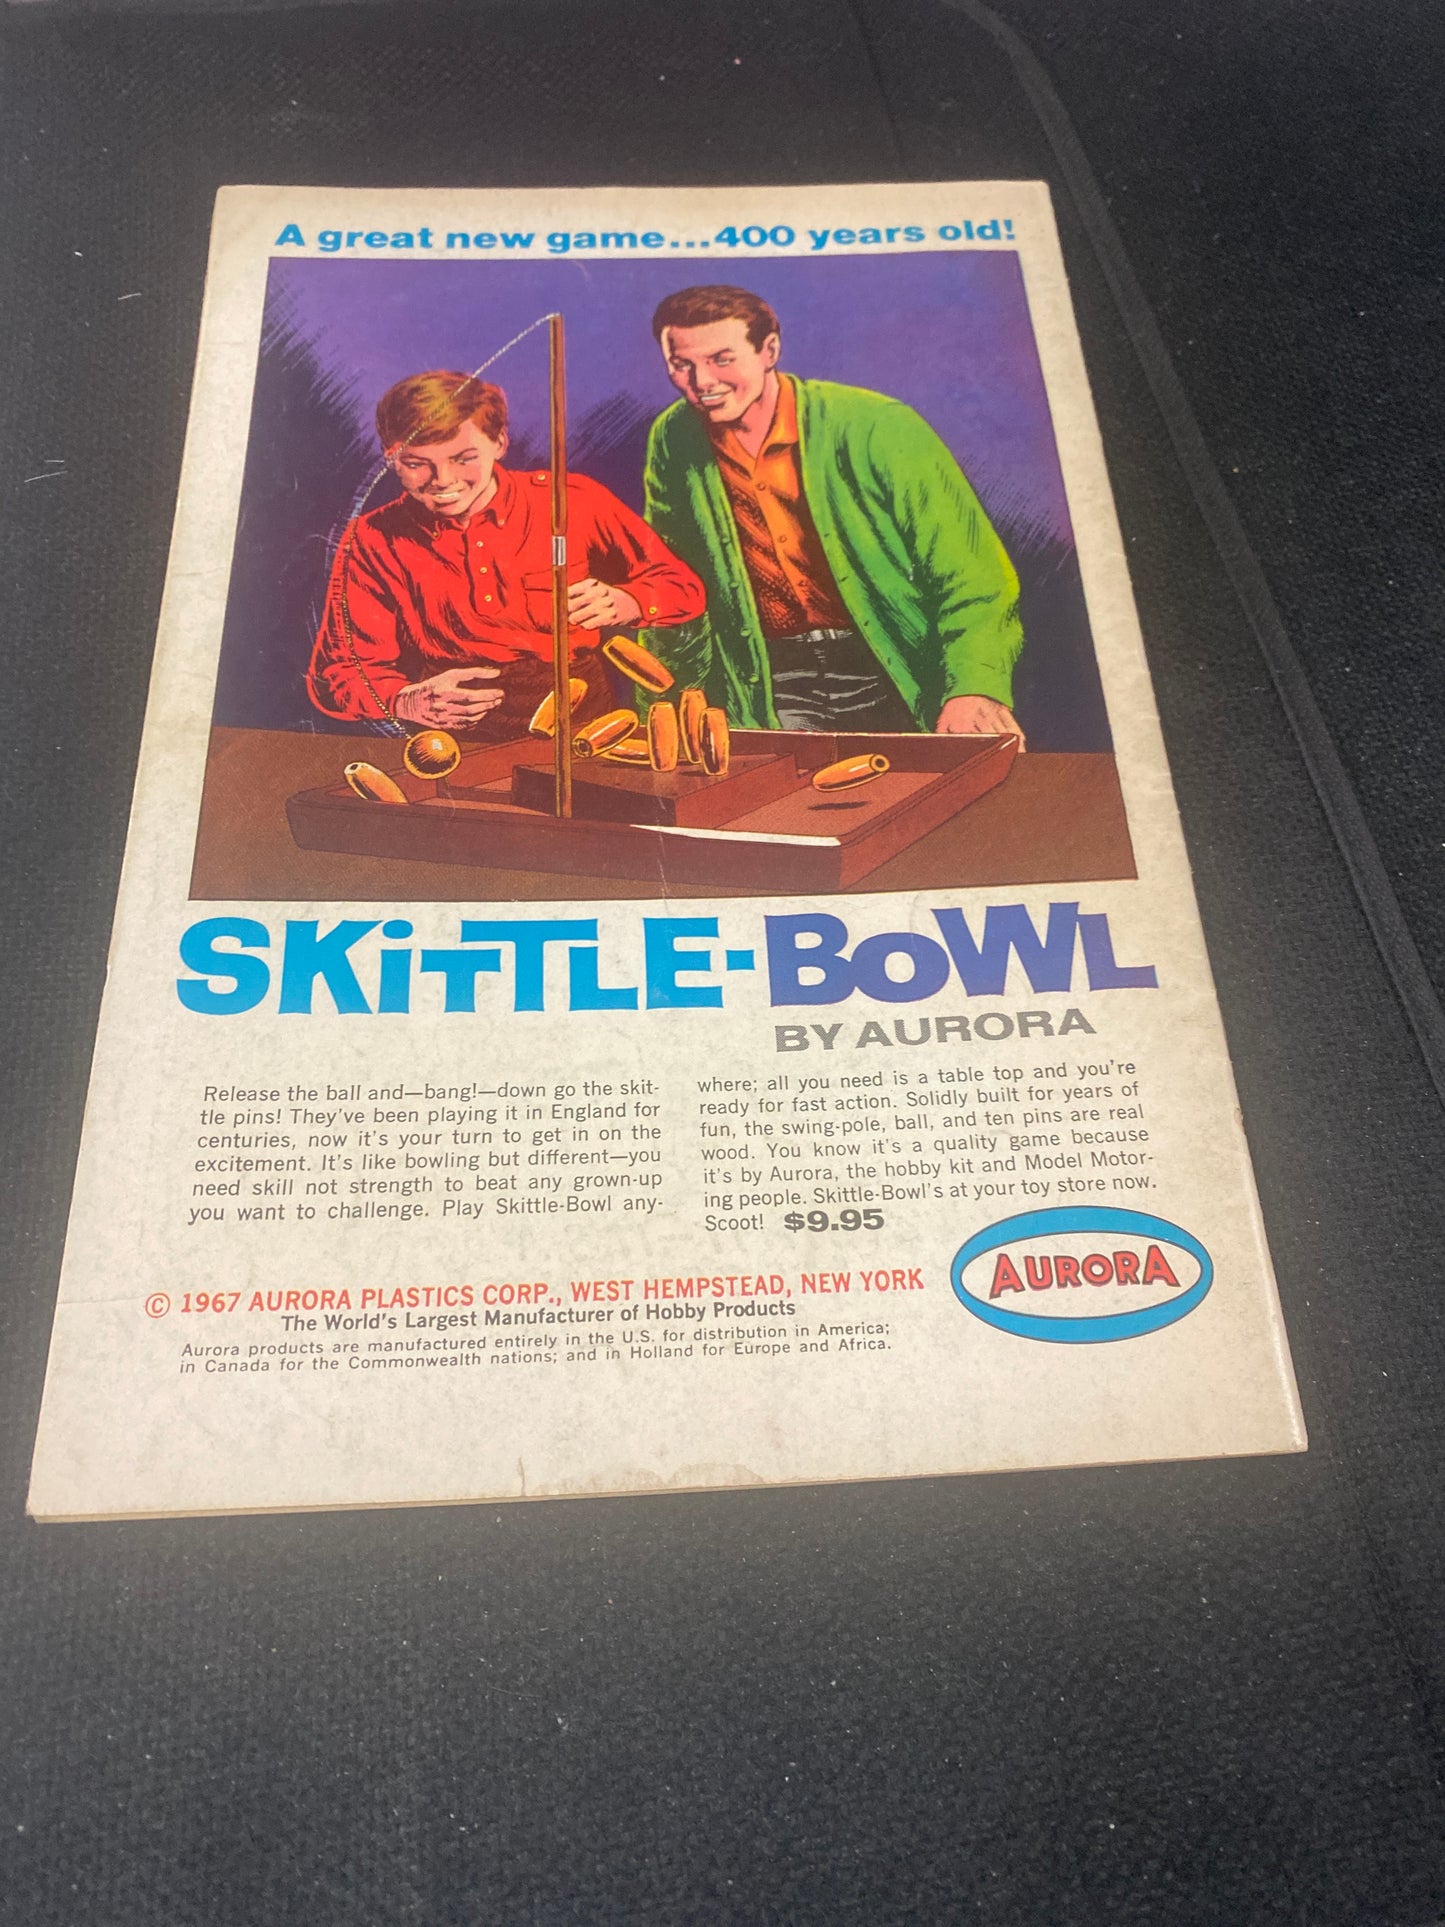 A great new game...400 years old!
SKiTTLE-BoWL
BY AURORA
Release the ball and—bang!—down go the skit-
tle pins! They've been playing it in England for
centuries, now it's your turn to get in on the
excitement. It's like bowling but different—you
need skill not strength to beat any grown-up
you want to challenge. Play Skittle-Bowl any-
where; all you need is a table top and you're
ready for fast action. Solidly built for years of
fun, the swing-pole, ball, and ten pins are real
wood. You know it's a quality game because
it's by Aurora, the hobby kit and Model Motor-
ing people. Skittle-Bowl's at your toy store now.
Scoot! $9.95
© 1967 AURORA PLASTICS CORP., WEST HEMPSTEAD, NEW YORK
The World's Largest Manufacturer of Hobby Products
Aurora products are manufactured entirely in the U.S. for distribution in America;
in Canada for the Commonwealth nations; and in Holland for Europe and Africa.
AURORA